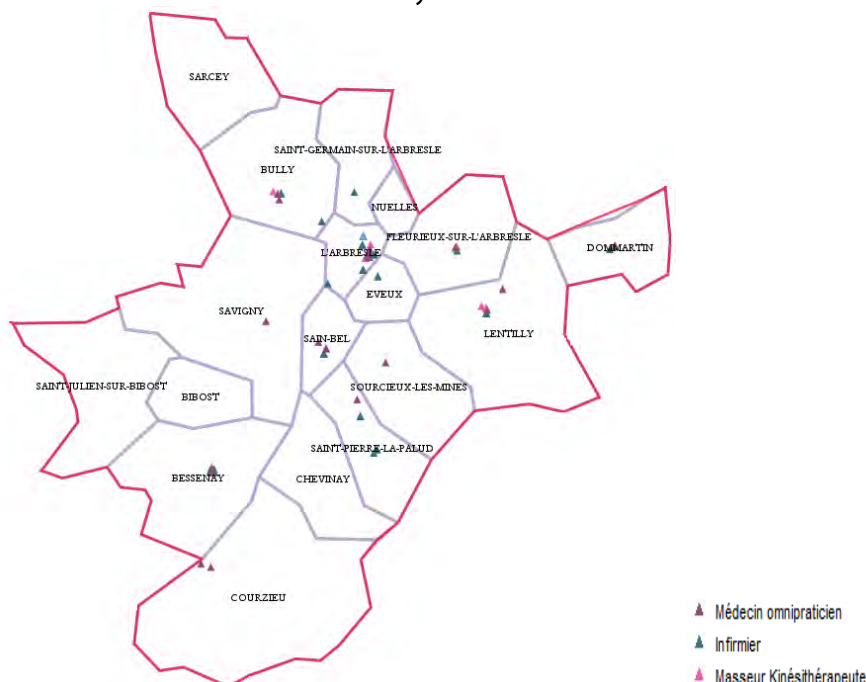 SARCEY
SAINT-GERMAIN-SUR-L'ARBRESLE
BULLY
NUELLES
FLEURIEUX-SUR-L'ARBRESLE
DOMMARTIN
L'ARBRESLE
EVEUX
SAVIGNY
LENTILLY
SAIN-BEL
SAINT-JULIEN-SUR-BIBOST
SOURCIEUX-LES-MINES
BIBOST
SAINT-PIERRE-LA-PALUD
BESSENAY
CHEVINAY
COURZIEU
Médecin omnipraticien
Infirmier
Masseur Kinésithérapeute